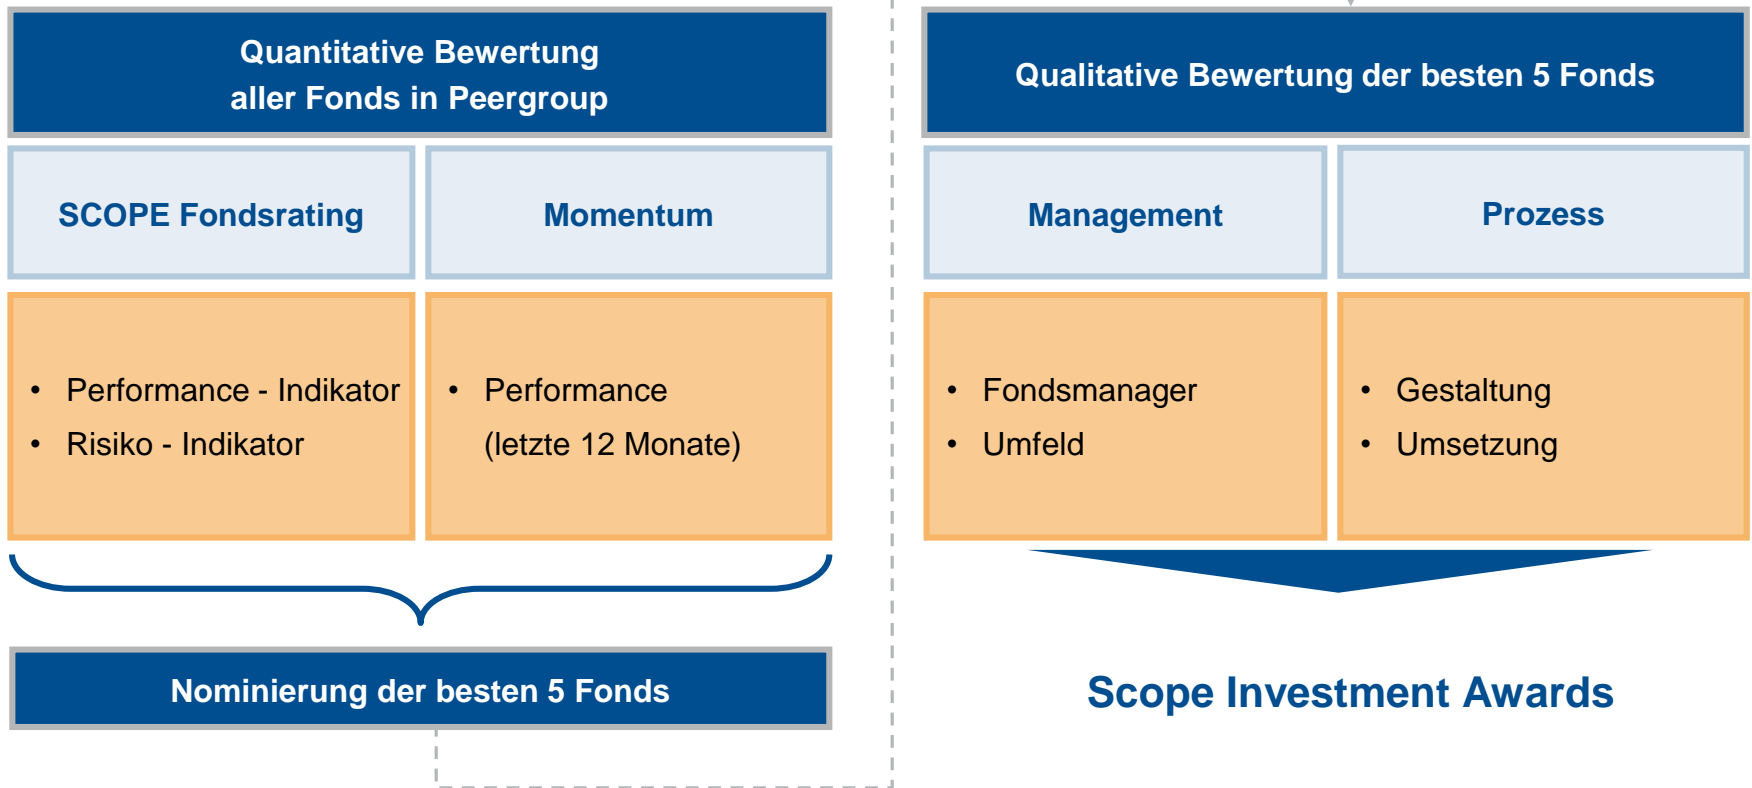 Quantitative Bewertung
aller Fonds in Peergroup
SCOPE Fondsrating
Momentum
• Performance - Indikator
• Risiko - Indikator
• Performance
(letzte 12 Monate)
Nominierung der besten 5 Fonds
Qualitative Bewertung der besten 5 Fonds
Management
Prozess
• Fondsmanager
• Umfeld
• Gestaltung
• Umsetzung
Scope Investment Awards